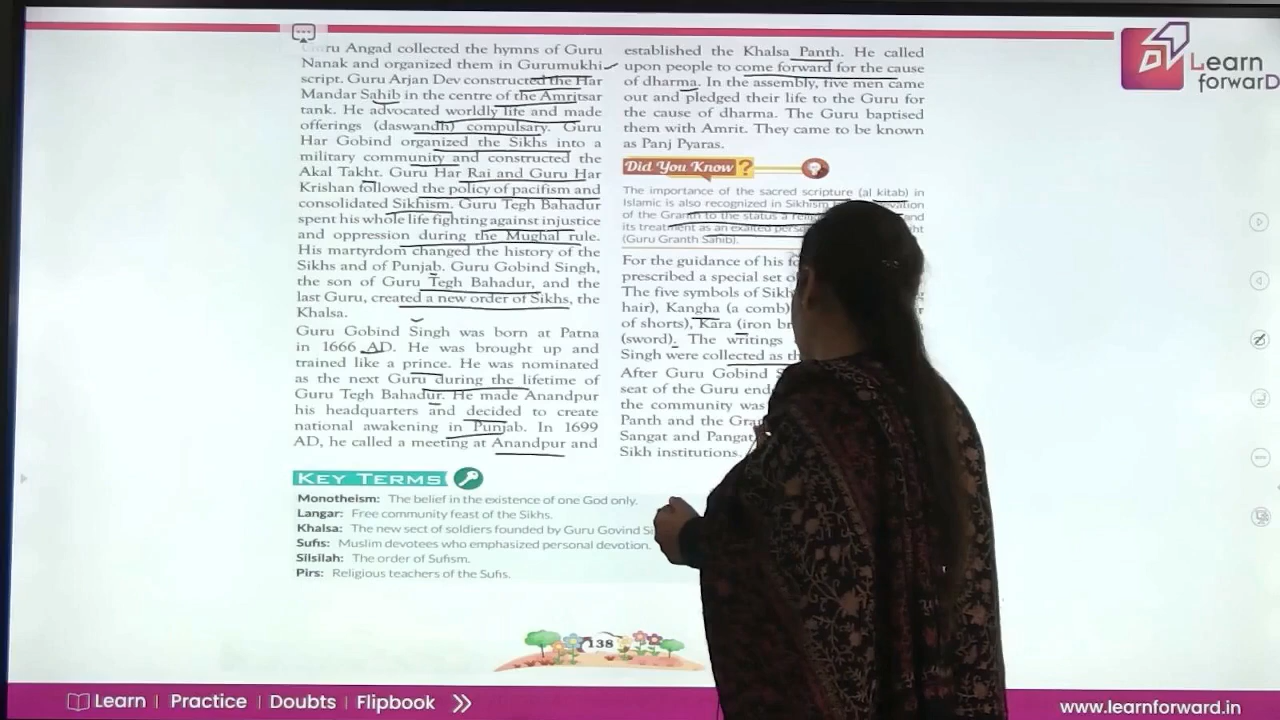 Learn
forwarD
Guru Angad collected the hymns of Guru
Nanak and organized them in Gurumukhi
script. Guru Arjan Dev constructed the Har
Mandar Sahib in the centre of the Amritsar
tank. He advocated worldly life and made
offerings (daswandh) compulsary. Guru
Har Gobind organized the Sikhs into a
military community and constructed the
Akal Takht. Guru Har Rai and Guru Har
Krishan followed the policy of pacifism and
consolidated Sikhism. Guru Tegh Bahadur
spent his whole life fighting against injustice
and oppression during the Mughal rule.
His martyrdom changed the history of the
Sikhs and of Punjab. Guru Gobind Singh,
the son of Guru Tegh Bahadur, and the
last Guru, created a new order of Sikhs, the
Khalsa.
Guru Gobind Singh was born at Patna
in 1666 AD. He was brought up and
trained like a prince. He was nominated
as the next Guru during the lifetime of
Guru Tegh Bahadur. He made Anandpur
his headquarters and decided to create
national awakening in Punjab. In 1699
AD, he called a meeting at Anandpur and
established the Khalsa Panth. He called
upon people to come forward for the cause
of dharma. In the assembly, five men came
out and pledged their life to the Guru for
the cause of dharma. The Guru baptised
them with Amrit. They came to be known
as Panj Pyaras.
Did You Know ?
The importance of the sacred scripture (al kitab) in
Islamic is also recognized in Sikhism
of the Granth to the status a and
its treatment as an exalted
(Guru Granth Sahib).
For the guidance of his
prescribed a special set
The five symbols of
hair), Kangha (a comb)
of shorts), Kara (iron
(sword). The writings
Singh were collected as
After Guru Gobind
seat of the Guru
the community was
Panth and the
Sangat and Pangat
Sikh institutions.
KEY TERMS
Monotheism: The belief in the existence of one God only.
Langar: Free community feast of the Sikhs.
Khalsa: The new sect of soldiers founded by Guru Govind
Sufis: Muslim devotees who emphasized personal devotion.
Silsilah: The order of Sufism.
Pirs: Religious teachers of the Sufis.
138
Learn | Practice | Doubts | Flipbook
www.learnforward.in